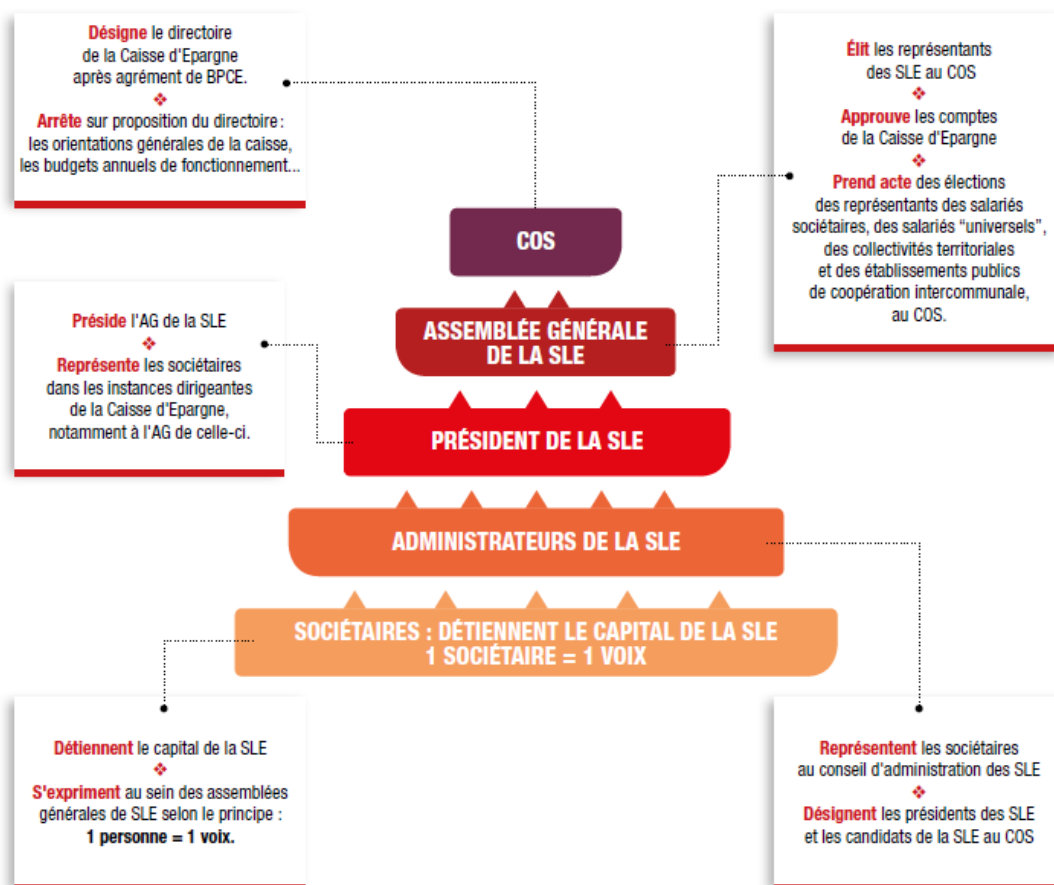 Désigne le directoire
de la Caisse d'Epargne
après agrément de BPCE.
❖
Arrête sur proposition du directoire :
les orientations générales de la caisse,
les budgets annuels de fonctionnement...
Élit les représentants
des SLE au COS
❖
Approuve les comptes
de la Caisse d'Epargne
❖
Prend acte des élections
des représentants des salariés
sociétaires, des salariés "universels",
des collectivités territoriales
et des établissements publics
de coopération intercommunale,
au COS.
COS
ASSEMBLÉE GÉNÉRALE
DE LA SLE
Préside l'AG de la SLE
❖
Représente les sociétaires
dans les instances dirigeantes
de la Caisse d'Epargne,
notamment à l'AG de celle-ci.
PRÉSIDENT DE LA SLE
ADMINISTRATEURS DE LA SLE
SOCIÉTAIRES : DÉTIENNENT LE CAPITAL DE LA SLE
1 SOCIÉTAIRE = 1 VOIX
Détiennent le capital de la SLE
❖
S'expriment au sein des assemblées
générales de SLE selon le principe :
1 personne = 1 voix.
Représentent les sociétaires
au conseil d'administration des SLE
❖
Désignent les présidents des SLE
et les candidats de la SLE au COS